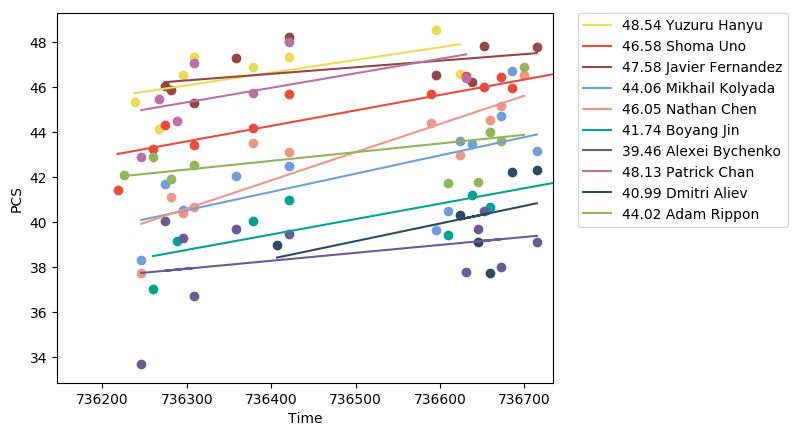 48
46
44
42
40
38
36
34
PCS
736200
736300
736400
736500
736600
736700
Time
48.54 Yuzuru Hanyu
46.58 Shoma Uno
47.58 Javier Fernandez
44.06 Mikhail Kolyada
46.05 Nathan Chen
41.74 Boyang Jin
39.46 Alexei Bychenko
48.13 Patrick Chan
40.99 Dmitri Aliev
44.02 Adam Rippon